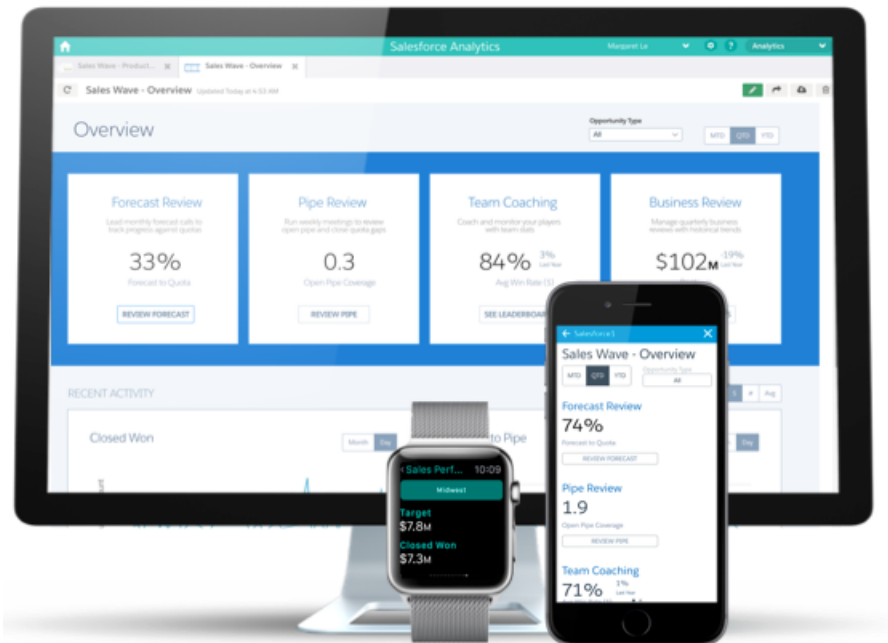 Salesforce Analytics
Margaret Le
Analytics
Sales Wave - Product...
Sales Wave - Overview
Sales Wave - Overview Updated Today at 4:53 AM
Overview
Opportunity Type
All
MTD QTD YTD
Forecast Review
Lead monthly forecast calls to
track progress against quotas
33%
Forecast to Quota
REVIEW FORECAST
Pipe Review
Run weekly meetings to review
open pipe and close quota gaps
0.3
Open Pipe Coverage
REVIEW PIPE
Team Coaching
Coach and monitor your players
with team stats
84% 3%
Last Year
Avg Win Rate ($)
SEE LEADERBOAR
Business Review
Manage quarterly business
reviews with historical trends
$102M -19%
Last Year
RECENT ACTIVITY
# Avg
Closed Won
Month Day
to Pipe
Day
Sales Perf... 10:09
Midwest
Target
$7.8M
Closed Won
$7.3M
Salesforce1
Sales Wave - Overview
MTD QTD YTD
Opportunity Type
All
Forecast Review
74%
Forecast to Quota
REVIEW FORECAST
Pipe Review
1.9
Open Pipe Coverage
REVIEW PIPE
Team Coaching
71% 1%
Last Year